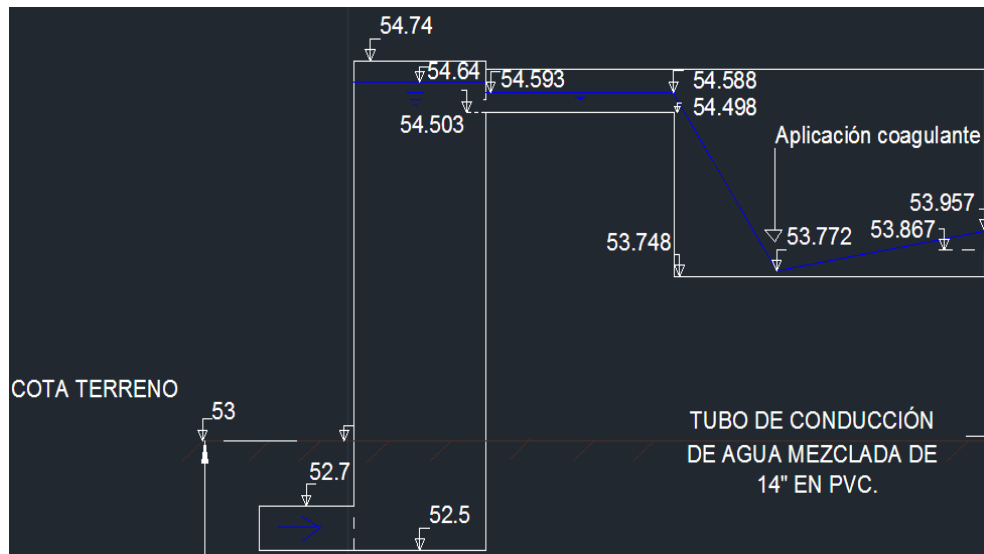 54.74
54.64
54.593
54.588
54.503
54.498
Aplicación coagulante
53.957
53.748
53.772
53.867
COTA TERRENO
53
TUBO DE CONDUCCIÓN
DE AGUA MEZCLADA DE
14" EN PVC.
52.7
52.5